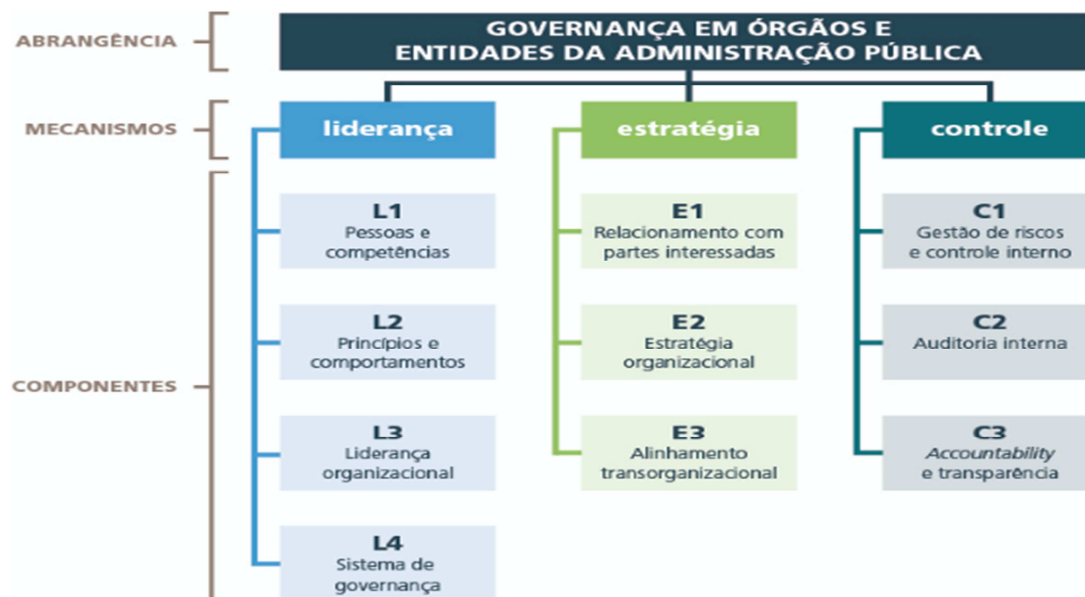 ABRANGÊNCIA
GOVERNANÇA EM ÓRGÃOS E
ENTIDADES DA ADMINISTRAÇÃO PÚBLICA
MECANISMOS
liderança
estratégia
controle
COMPONENTES
L1
Pessoas e
competências
L2
Princípios e
comportamentos
L3
Liderança
organizacional
L4
Sistema de
governança
E1
Relacionamento com
partes interessadas
E2
Estratégia
organizacional
E3
Alinhamento
transorganizacional
C1
Gestão de riscos
e controle interno
C2
Auditoria interna
C3
Accountability
e transparência